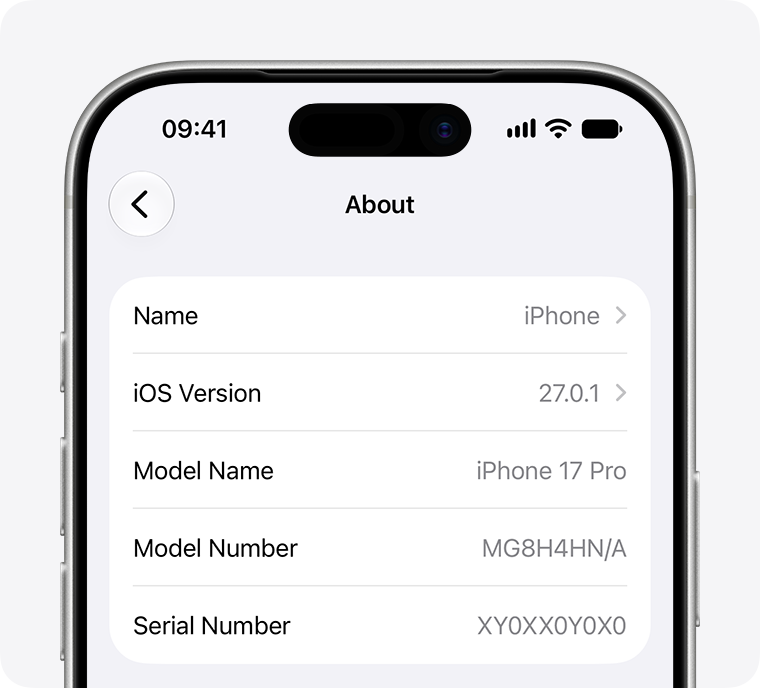 09:41
About
Name iPhone
iOS Version 27.0.1
Model Name iPhone 17 Pro
Model Number MG8H4HN/A
Serial Number XY0XX0Y0X0